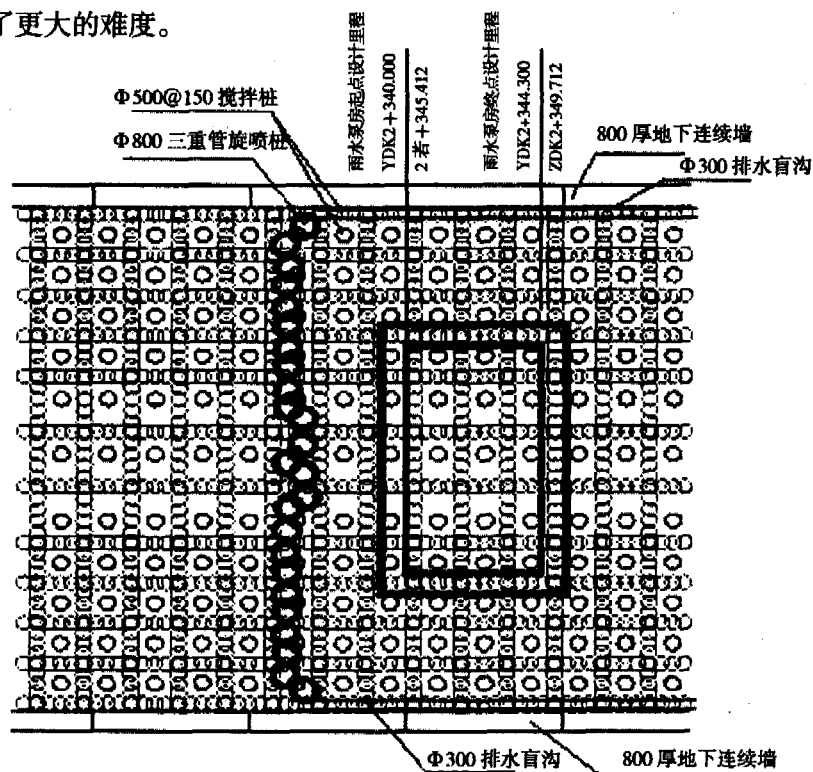 了更大的难度。
Φ500@150 搅拌桩
Φ800 三重管旋喷桩
雨水泵房起点设计里程
YDK2+340.000
2若+345.412
雨水泵房终点设计里程
YDK2+344.300
ZDK2+349.712
800 厚地下连续墙
Φ300 排水盲沟
Φ300 排水盲沟
800 厚地下连续墙